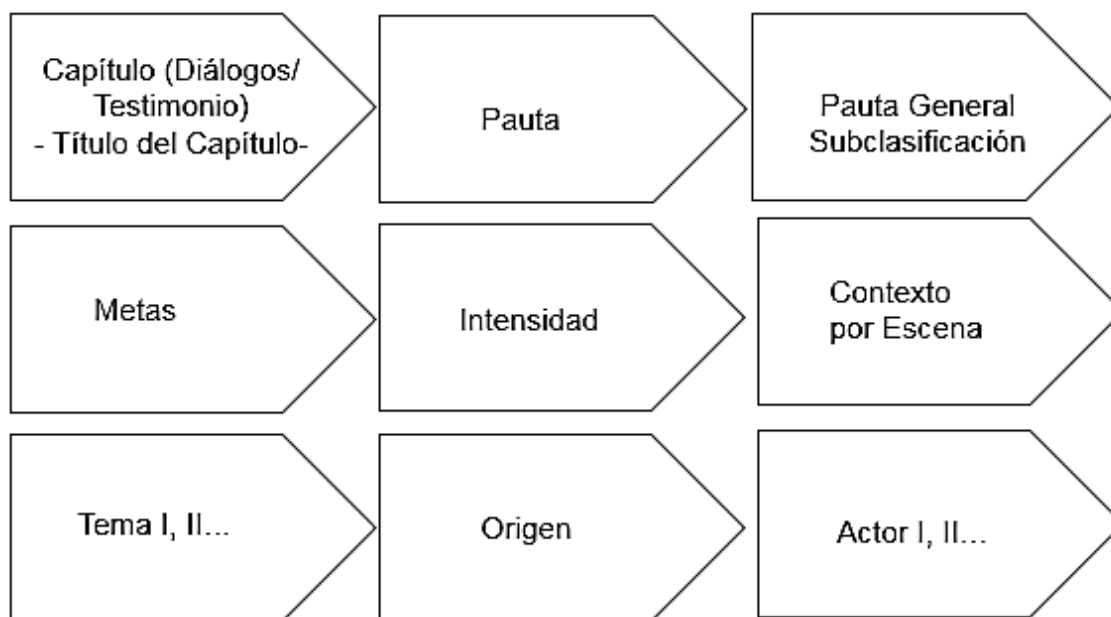 Capítulo (Diálogos/
Testimonio)
- Título del Capítulo-
Pauta
Pauta General
Subclasificación
Metas
Intensidad
Contexto
por Escena
Tema I, II...
Origen
Actor I, II...